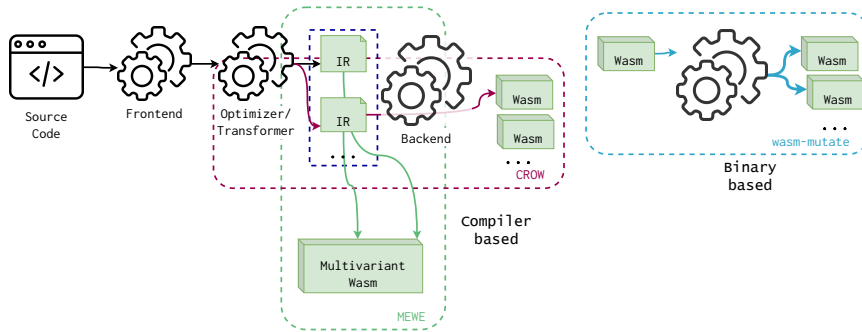 Source
Code
</>
Frontend
Optimizer/
Transformer
IR
IR
...
Backend
Wasm
Wasm
...
CROW
Compiler
based
Multivariant
Wasm
MEWE
Wasm
Wasm
Wasm
...
wasm-mutate
Binary
based